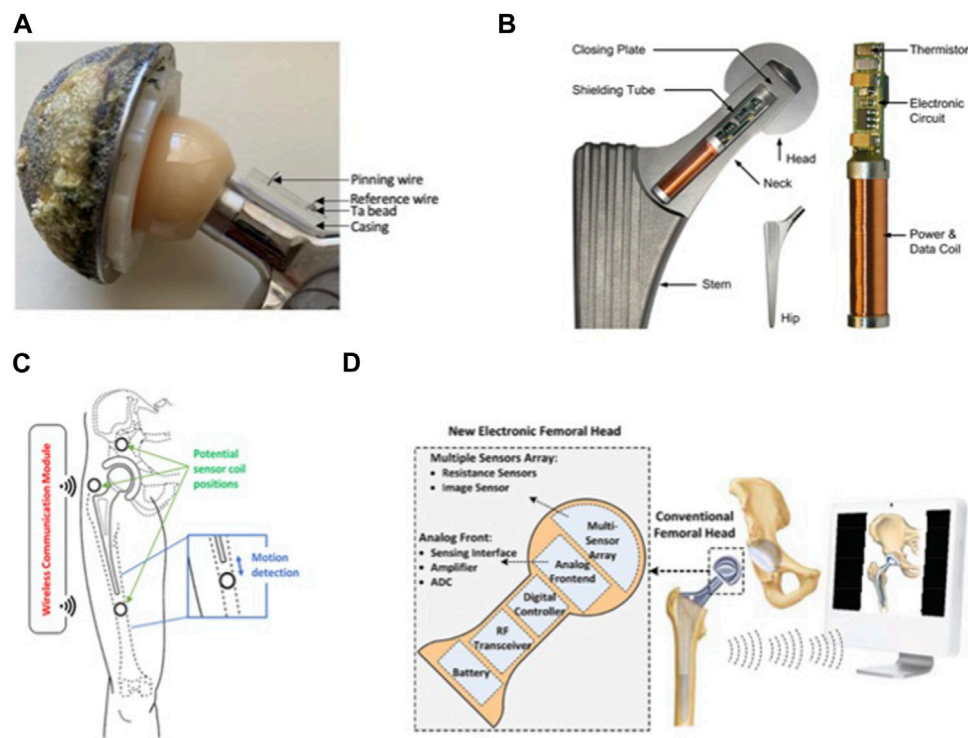 A
Pinning wire
Reference wire
Ta bead
Casing
B
Closing Plate
Shielding Tube
Head
Neck
Stem
Hip
Thermistor
Electronic
Circuit
Power &
Data Coil
C
Wireless Communication Module
Potential
sensor coil
positions
Motion
detection
D
New Electronic Femoral Head
Multiple Sensors Array:
• Resistance Sensors
• Image Sensor
Analog Front:
• Sensing Interface
• Amplifier
• ADC
Multi-
Sensor
Array
Analog
Frontend
Digital
Controller
RF
Transceiver
Battery
Conventional
Femoral Head